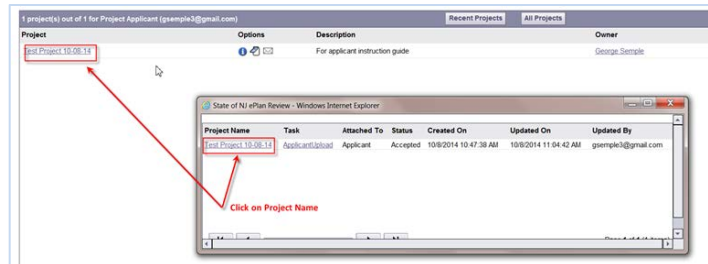 1 project(s) out of 1 for Project Applicant (gsemple3@gmail.com) Recent Projects All Projects
Project Options Description Owner
Test Project 10-08-14 For applicant instruction guide George Semple
State of NJ ePlan Review - Windows Internet Explorer
Project Name Task Attached To Status Created On Updated On Updated By
Test Project 10-08-14 ApplicantUpload Applicant Accepted 10/8/2014 10:47:38 AM 10/8/2014 11:04:42 AM gsemple3@gmail.com
Click on Project Name